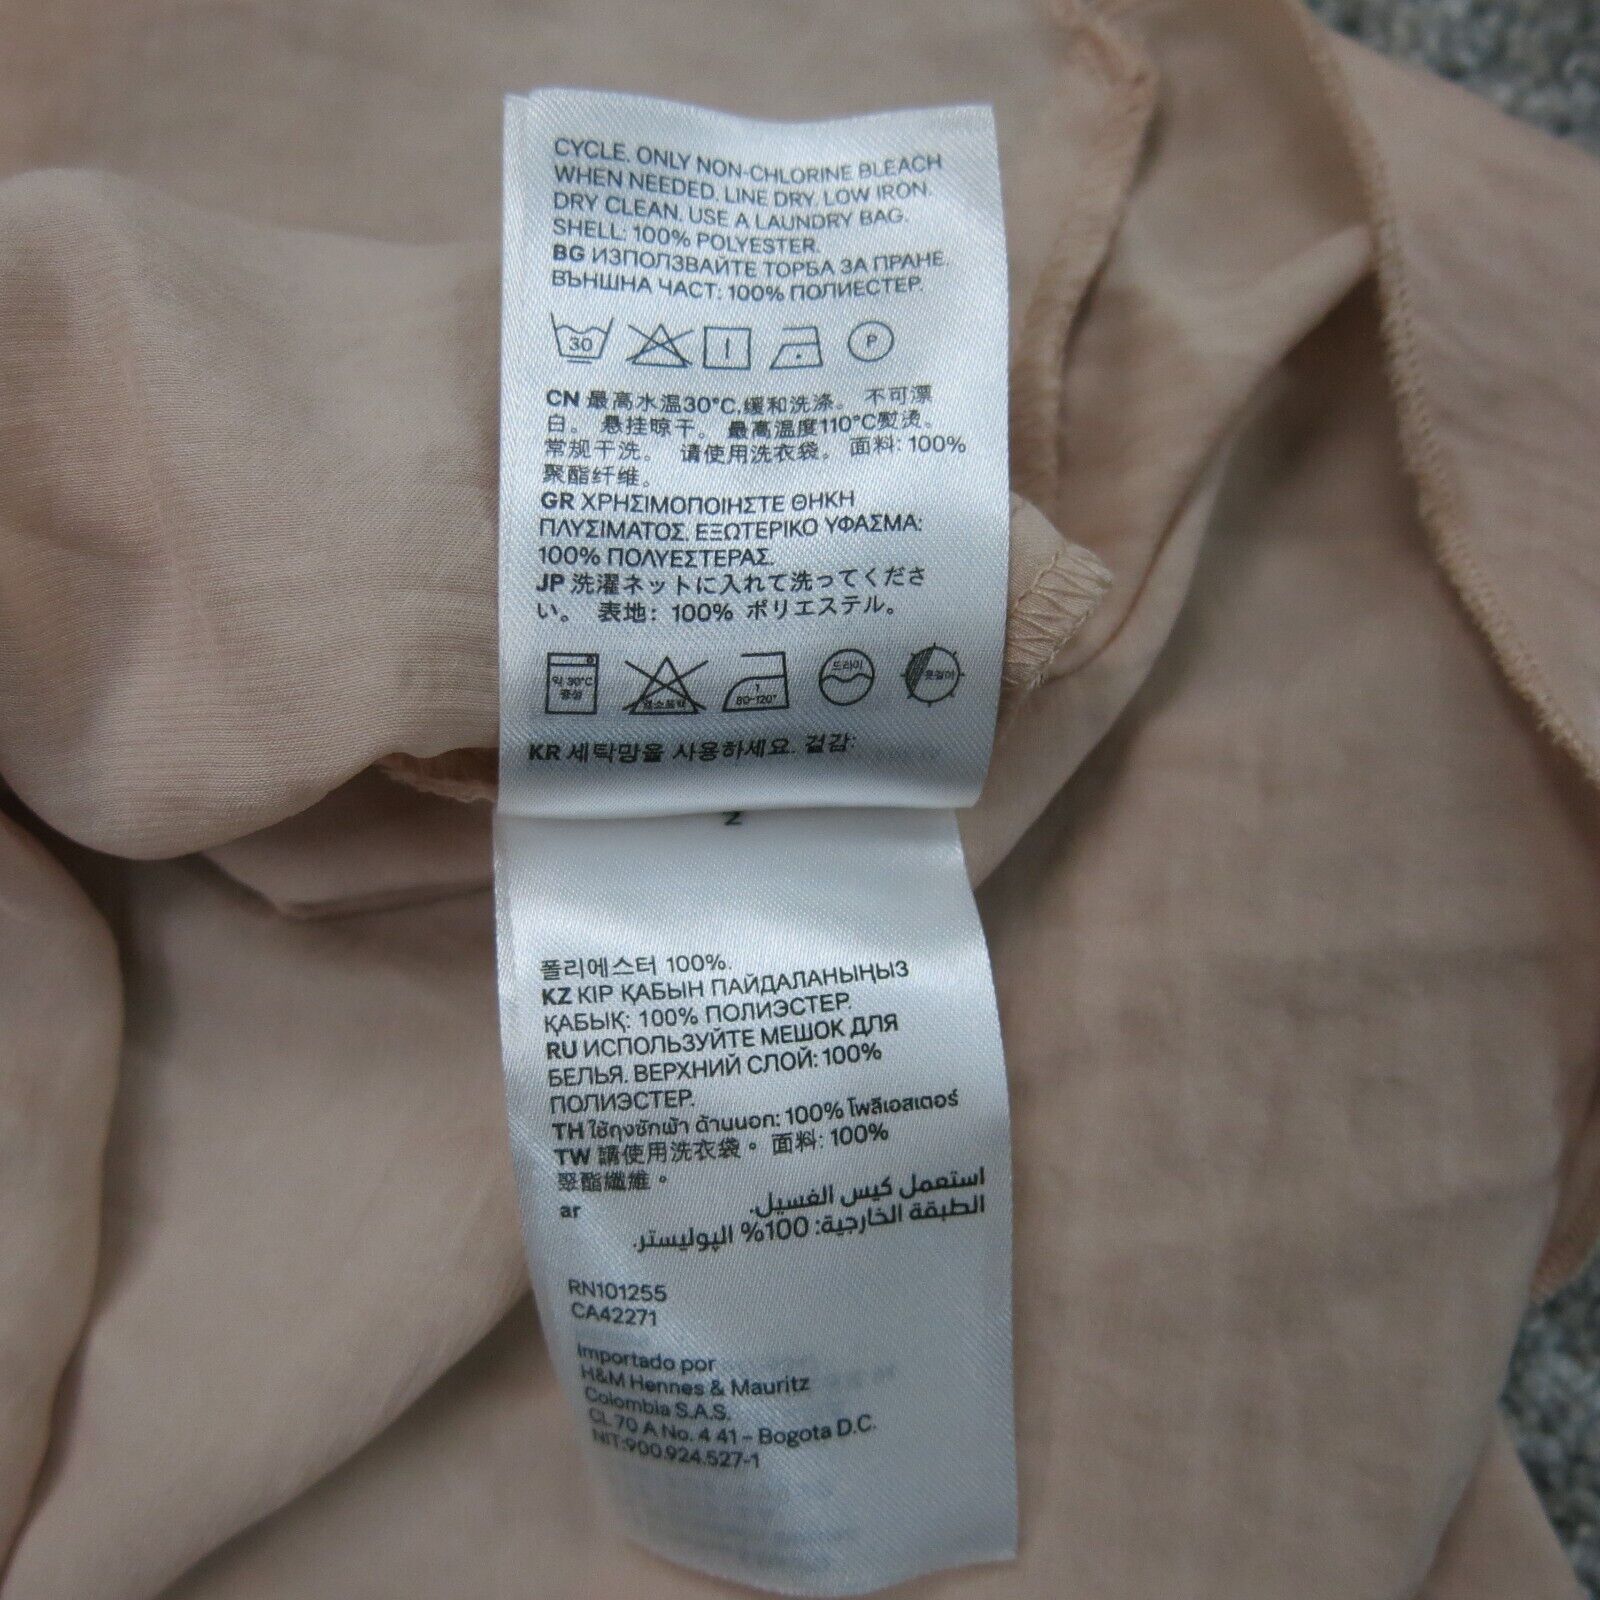 CYCLE. ONLY NON-CHLORINE BLEACH
WHEN NEEDED. LINE DRY. LOW IRON.
DRY CLEAN. USE A LAUNDRY BAG.
SHELL: 100% POLYESTER.
BG ИЗПОЛЗВАЙТЕ ТОРБА ЗА ПРАНЕ.
ВЪНШНА ЧАСТ: 100% ПОЛИЕСТЕР.
30 P
CN 最高水温30°C,缓和洗涤。 不可漂
白。 悬挂晾干。 最高温度110°C熨烫。
常规干洗。 请使用洗衣袋。 面料: 100%
聚酯纤维。
GR ΧΡΗΣΙΜΟΠΟΙΗΣΤΕ ΘΗΚΗ
ΠΛΥΣΙΜΑΤΟΣ. ΕΞΩΤΕΡΙΚΟ ΥΦΑΣΜΑ:
100% ΠΟΛΥΕΣΤΕΡΑΣ.
JP 洗濯ネットに入れて洗ってくださ
い。 表地: 100% ポリエステル。
약 30°C 드라이
중성 1
80-120°
KR 세탁망을 사용하세요. 겉감:
2
폴리에스터 100%.
KZ КІР ҚАБЫН ПАЙДАЛАНЫҢЫЗ
ҚАБЫҚ: 100% ПОЛИЭСТЕР.
RU ИСПОЛЬЗУЙТЕ МЕШОК ДЛЯ
БЕЛЬЯ. ВЕРХНИЙ СЛОЙ: 100%
ПОЛИЭСТЕР.
TH ใช้ถุงซักผ้า ด้านนอก: 100% โพลีเอสเตอร์
TW 請使用洗衣袋。 面料: 100%
聚酯纖維。
ar استعمل كيس الغسيل.
الطبقة الخارجية: 100% البوليستر.
RN101255
CA42271
Importado por
H&M Hennes & Mauritz
Colombia S.A.S.
CL 70 A No. 4 41 - Bogota D.C.
NIT:900.924.527-1